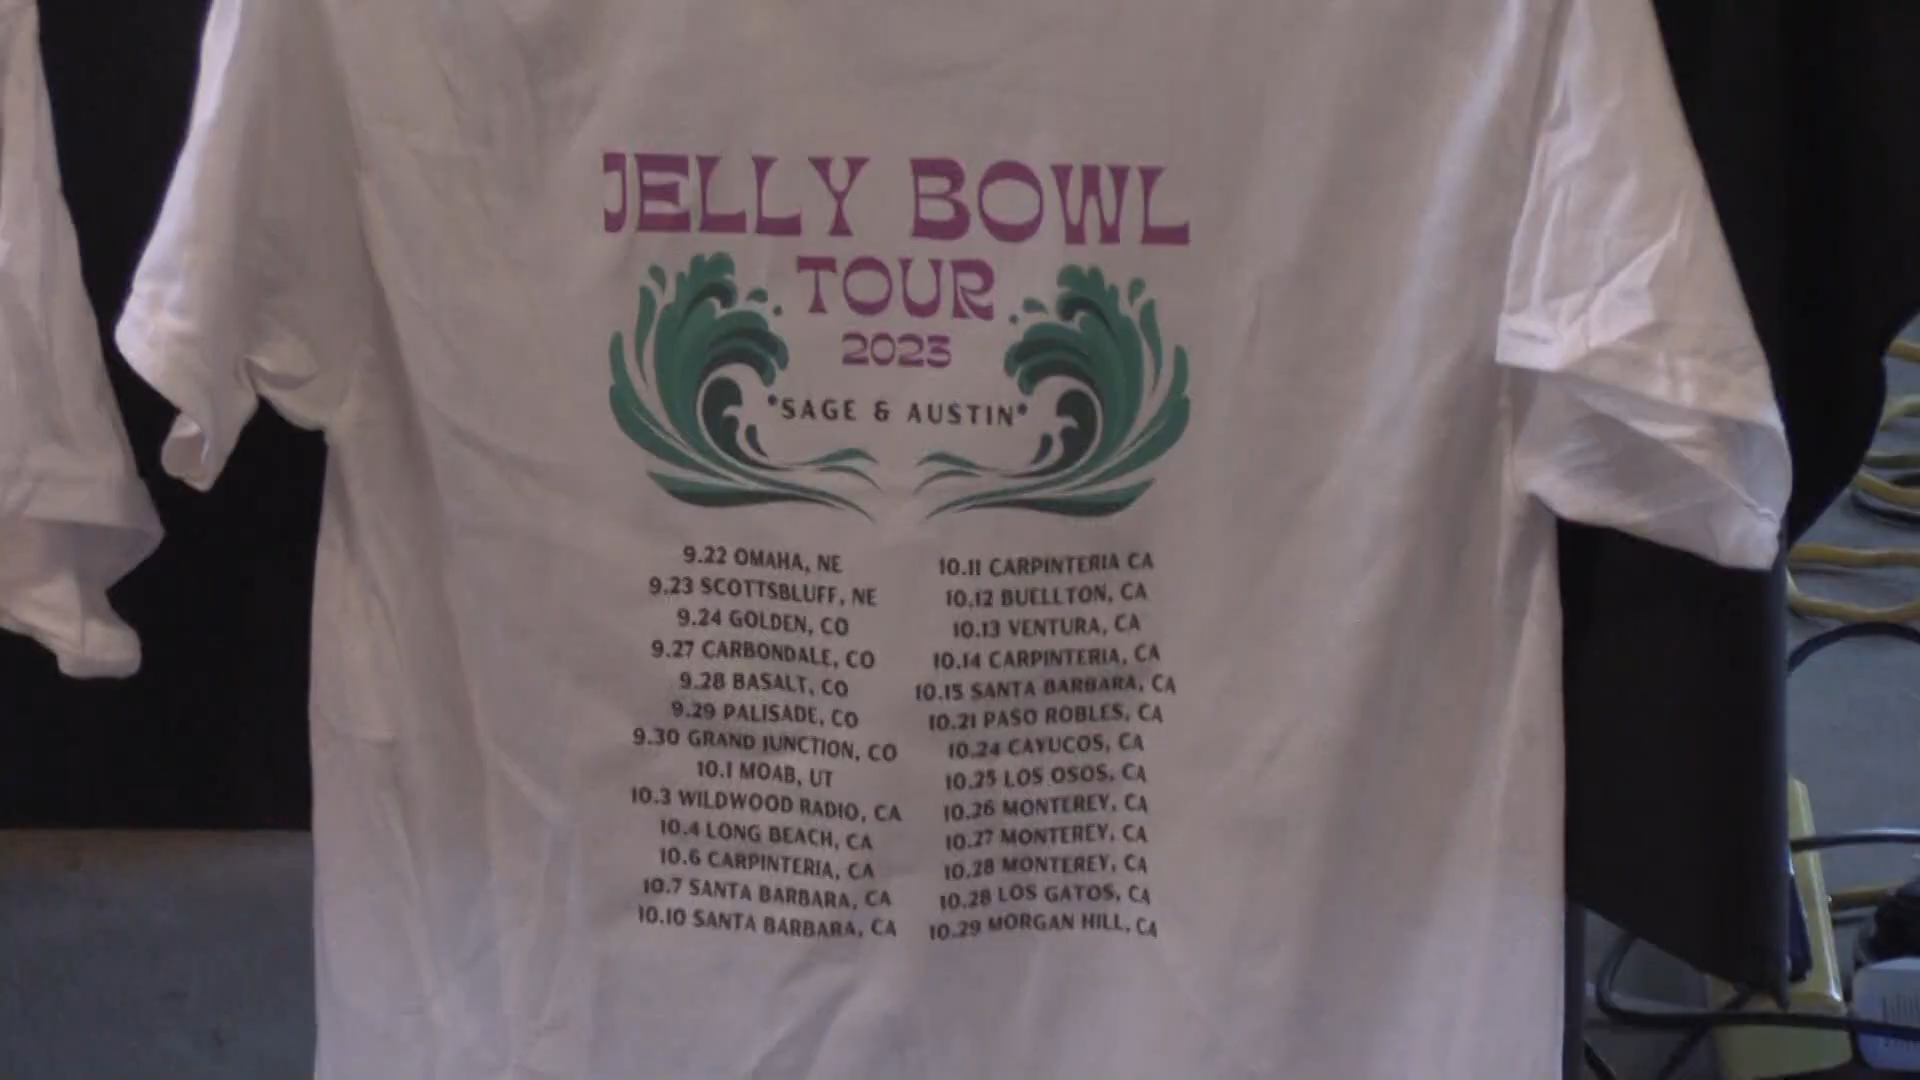 JELLY BOWL
TOUR
2023
*SAGE & AUSTIN*
9.22 OMAHA, NE
9.23 SCOTTSBLUFF, NE
9.24 GOLDEN, CO
9.27 CARBONDALE, CO
9.28 BASALT, CO
9.29 PALISADE, CO
9.30 GRAND JUNCTION, CO
10.1 MOAB, UT
10.3 WILDWOOD RADIO, CA
10.4 LONG BEACH, CA
10.6 CARPINTERIA, CA
10.7 SANTA BARBARA, CA
10.10 SANTA BARBARA, CA
10.11 CARPINTERIA CA
10.12 BUELLTON, CA
10.13 VENTURA, CA
10.14 CARPINTERIA, CA
10.15 SANTA BARBARA, CA
10.21 PASO ROBLES, CA
10.24 CAYUCOS, CA
10.25 LOS OSOS, CA
10.26 MONTEREY, CA
10.27 MONTEREY, CA
10.28 MONTEREY, CA
10.28 LOS GATOS, CA
10.29 MORGAN HILL, CA